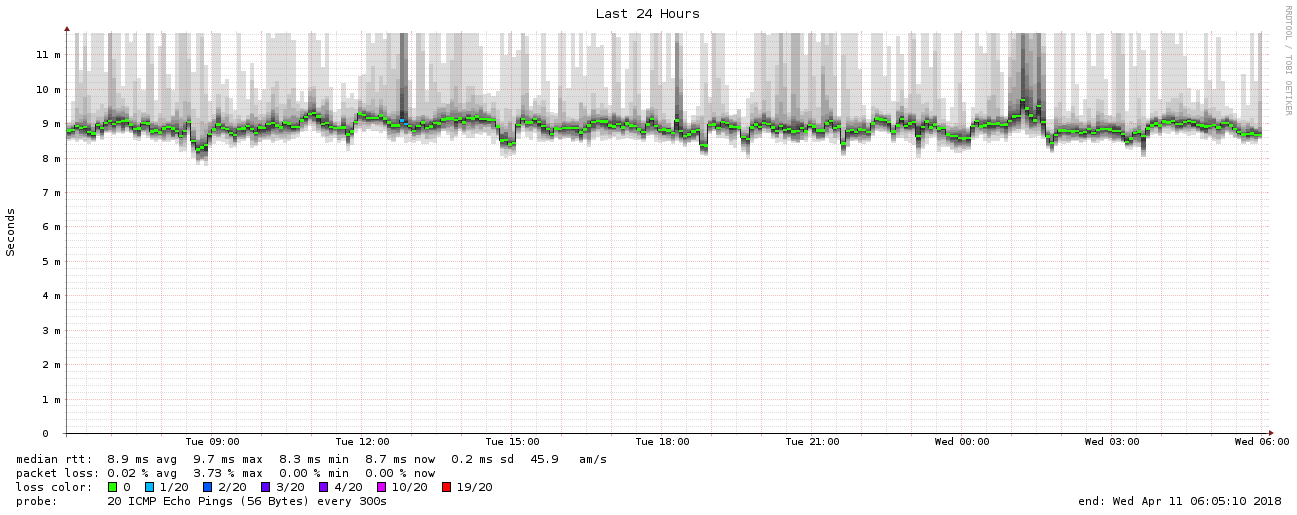 Last 24 Hours
RRDTOOL / TOBI OETIKER
Seconds
11 m
10 m
9 m
8 m
7 m
6 m
5 m
4 m
3 m
2 m
1 m
0
Tue 09:00 Tue 12:00 Tue 15:00 Tue 18:00 Tue 21:00 Wed 00:00 Wed 03:00 Wed 06:00
median rtt: 8.9 ms avg 9.7 ms max 8.3 ms min 8.7 ms now 0.2 ms sd 45.9 am/s
packet loss: 0.02 % avg 3.73 % max 0.00 % min 0.00 % now
loss color: 0 1/20 2/20 3/20 4/20 10/20 19/20
probe: 20 ICMP Echo Pings (56 Bytes) every 300s end: Wed Apr 11 06:05:10 2018